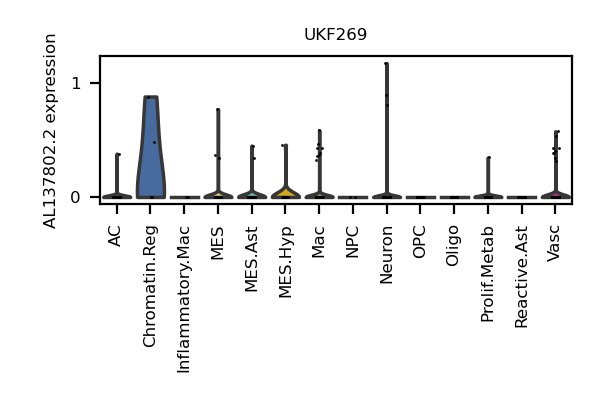 UKF269
AL137802.2 expression
1
0
AC
Chromatin.Reg
Inflammatory.Mac
MES
MES.Ast
MES.Hyp
Mac
NPC
Neuron
OPC
Oligo
Prolif.Metab
Reactive.Ast
Vasc